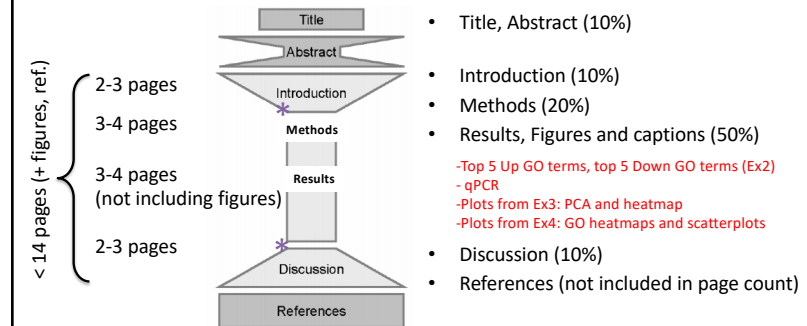 < 14 pages (+ figures, ref.)
2-3 pages
3-4 pages
3-4 pages
(not including figures)
2-3 pages
Title
Abstract
Introduction
*
Methods
Results
*
Discussion
References
• Title, Abstract (10%)
• Introduction (10%)
• Methods (20%)
• Results, Figures and captions (50%)
-Top 5 Up GO terms, top 5 Down GO terms (Ex2)
- qPCR
-Plots from Ex3: PCA and heatmap
-Plots from Ex4: GO heatmaps and scatterplots
• Discussion (10%)
• References (not included in page count)